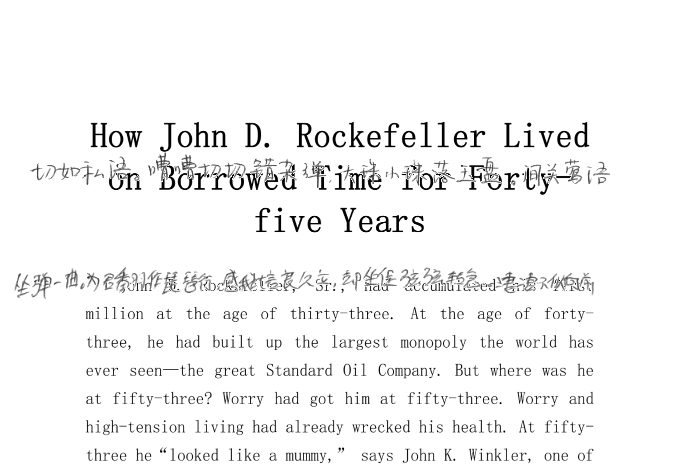 How John D. Rockefeller Lived
切如私语。嘈嘈切切错杂弹，大珠小珠落玉盘。间关莺语
on Borrowed Time for Forty-
five Years
坐弹一曲。为君翻作琵琶行。感我此言良久立，却坐促弦弦转急。凄凄不似向前
John D. Rockefeller, Sr., had accumulated his first
million at the age of thirty-three. At the age of forty-
three, he had built up the largest monopoly the world has
ever seen—the great Standard Oil Company. But where was he
at fifty-three? Worry had got him at fifty-three. Worry and
high-tension living had already wrecked his health. At fifty-
three he “looked like a mummy,” says John K. Winkler, one of